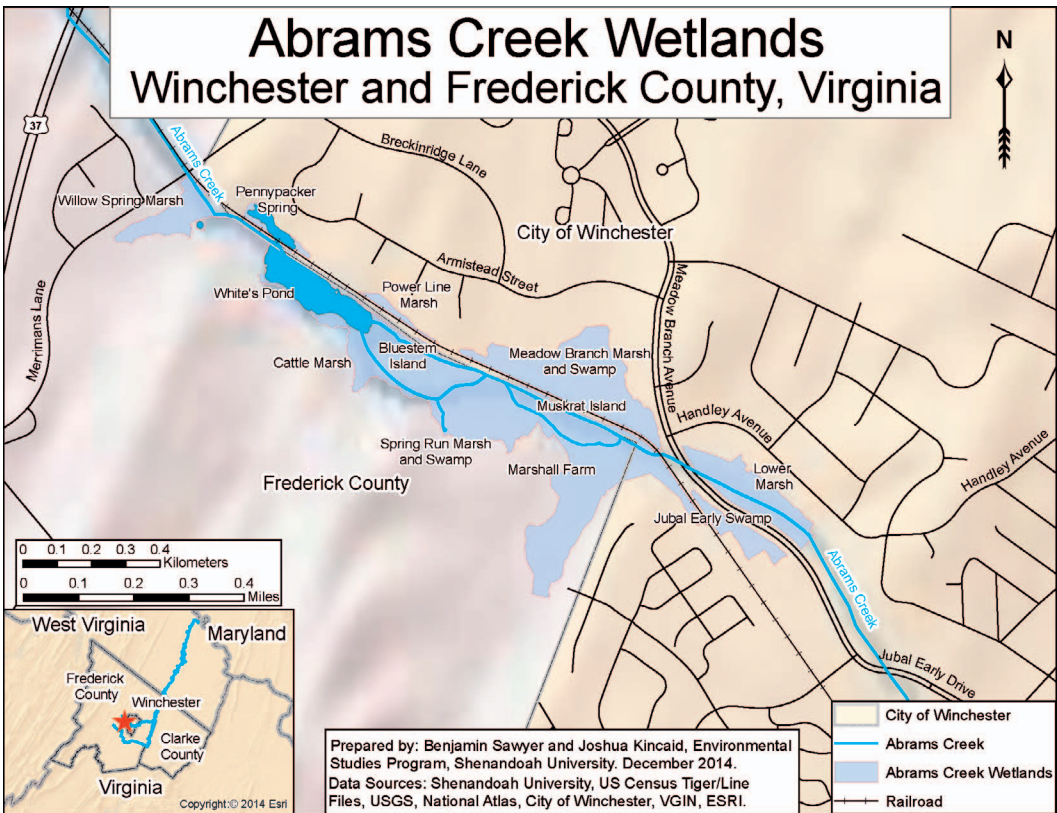 Abrams Creek Wetlands
Winchester and Frederick County, Virginia
N
37
Abrams Creek
Breckinridge Lane
Willow Spring Marsh
Pennypacker
Spring
City of Winchester
Armistead Street
Meadow Branch Avenue
White's Pond
Power Line
Marsh
Merrimans Lane
Bluestem
Island
Cattle Marsh
Meadow Branch Marsh
and Swamp
Muskrat Island
Handley Avenue
Handley Avenue
Spring Run Marsh
and Swamp
Marshall Farm
Lower
Marsh
Frederick County
Jubal Early Swamp
Abrams Creek
Jubal Early Drive
0 0.1 0.2 0.3 0.4
Kilometers
0 0.1 0.2 0.3 0.4
Miles
West Virginia
Maryland
Frederick
County
Winchester
Clarke
County
Virginia
Copyright:© 2014 Esri
Prepared by: Benjamin Sawyer and Joshua Kincaid, Environmental
Studies Program, Shenandoah University. December 2014.
Data Sources: Shenandoah University, US Census Tiger/Line
Files, USGS, National Atlas, City of Winchester, VGIN, ESRI.
City of Winchester
Abrams Creek
Abrams Creek Wetlands
Railroad